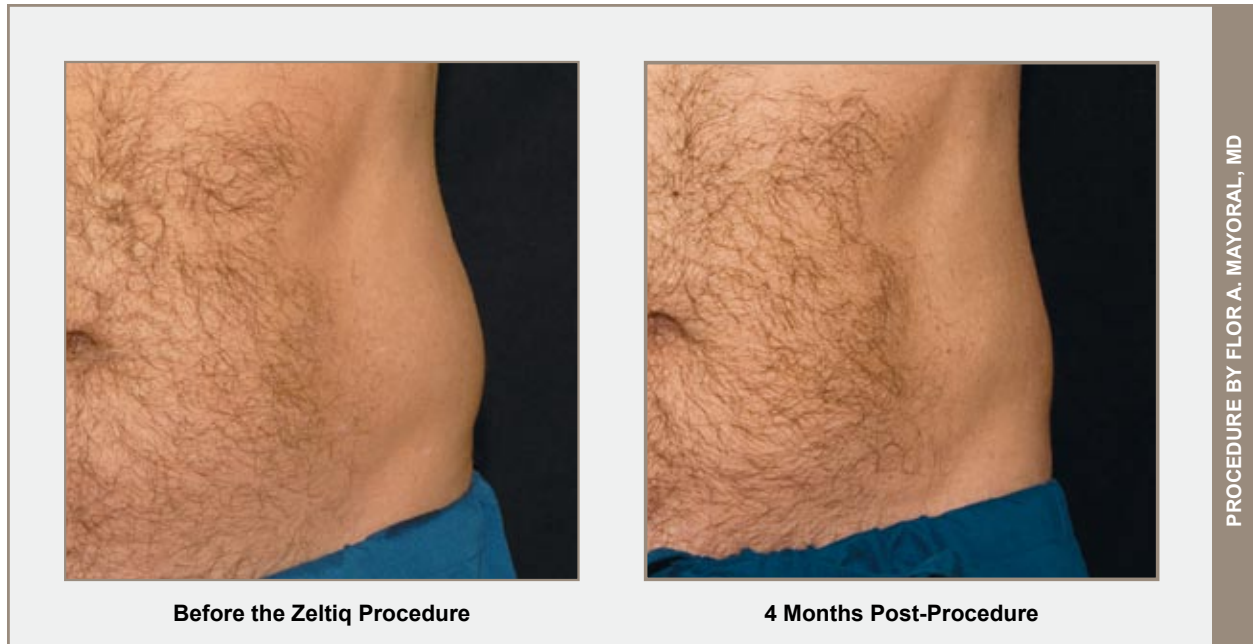 Before the Zeltiq Procedure
4 Months Post-Procedure
PROCEDURE BY FLOR A. MAYORAL, MD